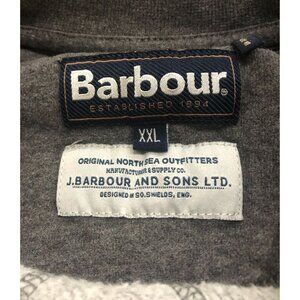 Barbour®
ESTABLISHED 1894
XXL
ORIGINAL NORTH SEA OUTFITTERS
MANUFACTURER & SUPPLY CO.
J.BARBOUR AND SONS LTD.
DESIGNED IN SO.SHIELDS, ENG.